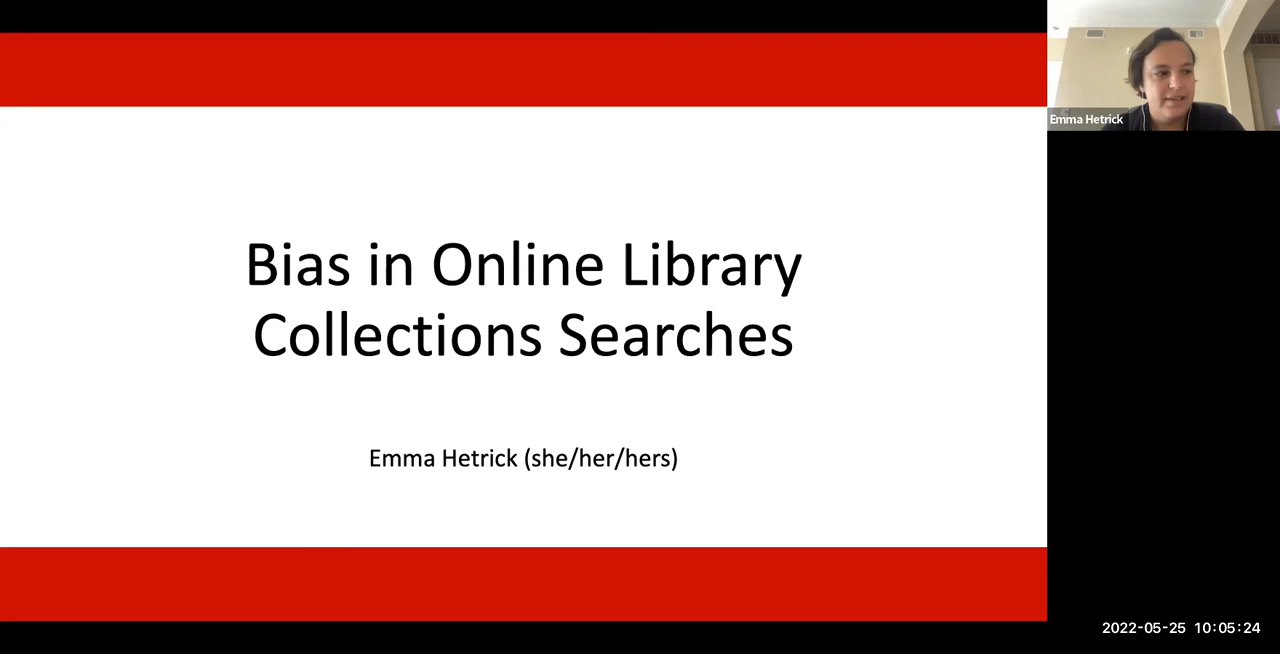 Bias in Online Library
Collections Searches
Emma Hetrick (she/her/hers)
Emma Hetrick
2022-05-25 10:05:24